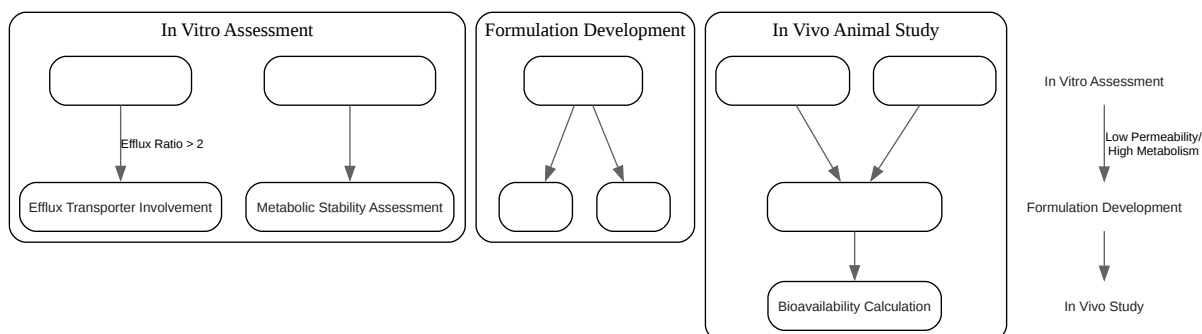 In Vitro Assessment
Efflux Ratio > 2
Efflux Transporter Involvement
Metabolic Stability Assessment
Formulation Development
In Vivo Animal Study
Bioavailability Calculation
In Vitro Assessment
Low Permeability/
High Metabolism
Formulation Development
In Vivo Study